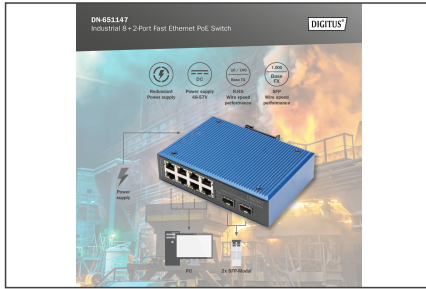 DN-651147
Industrial 8+2-Port Fast Ethernet PoE Switch
DIGITUS®
Redundant
Power supply
DC
Power supply
48-57V
10 / 100
Base TX
RJ45
Wire speed
performance
1.000
Base
FX
SFP
Wire speed
performance
Power
supply
PC
2x SFP-Modul